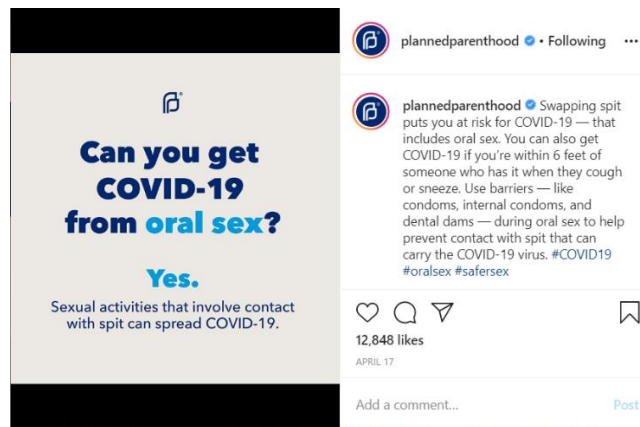 Can you get
COVID-19
from oral sex?
Yes.
Sexual activities that involve contact
with spit can spread COVID-19.
plannedparenthood • Following ...
plannedparenthood Swapping spit
puts you at risk for COVID-19 — that
includes oral sex. You can also get
COVID-19 if you're within 6 feet of
someone who has it when they cough
or sneeze. Use barriers — like
condoms, internal condoms, and
dental dams — during oral sex to help
prevent contact with spit that can
carry the COVID-19 virus. #COVID19
#oralsex #safersex
12,848 likes
APRIL 17
Add a comment... Post